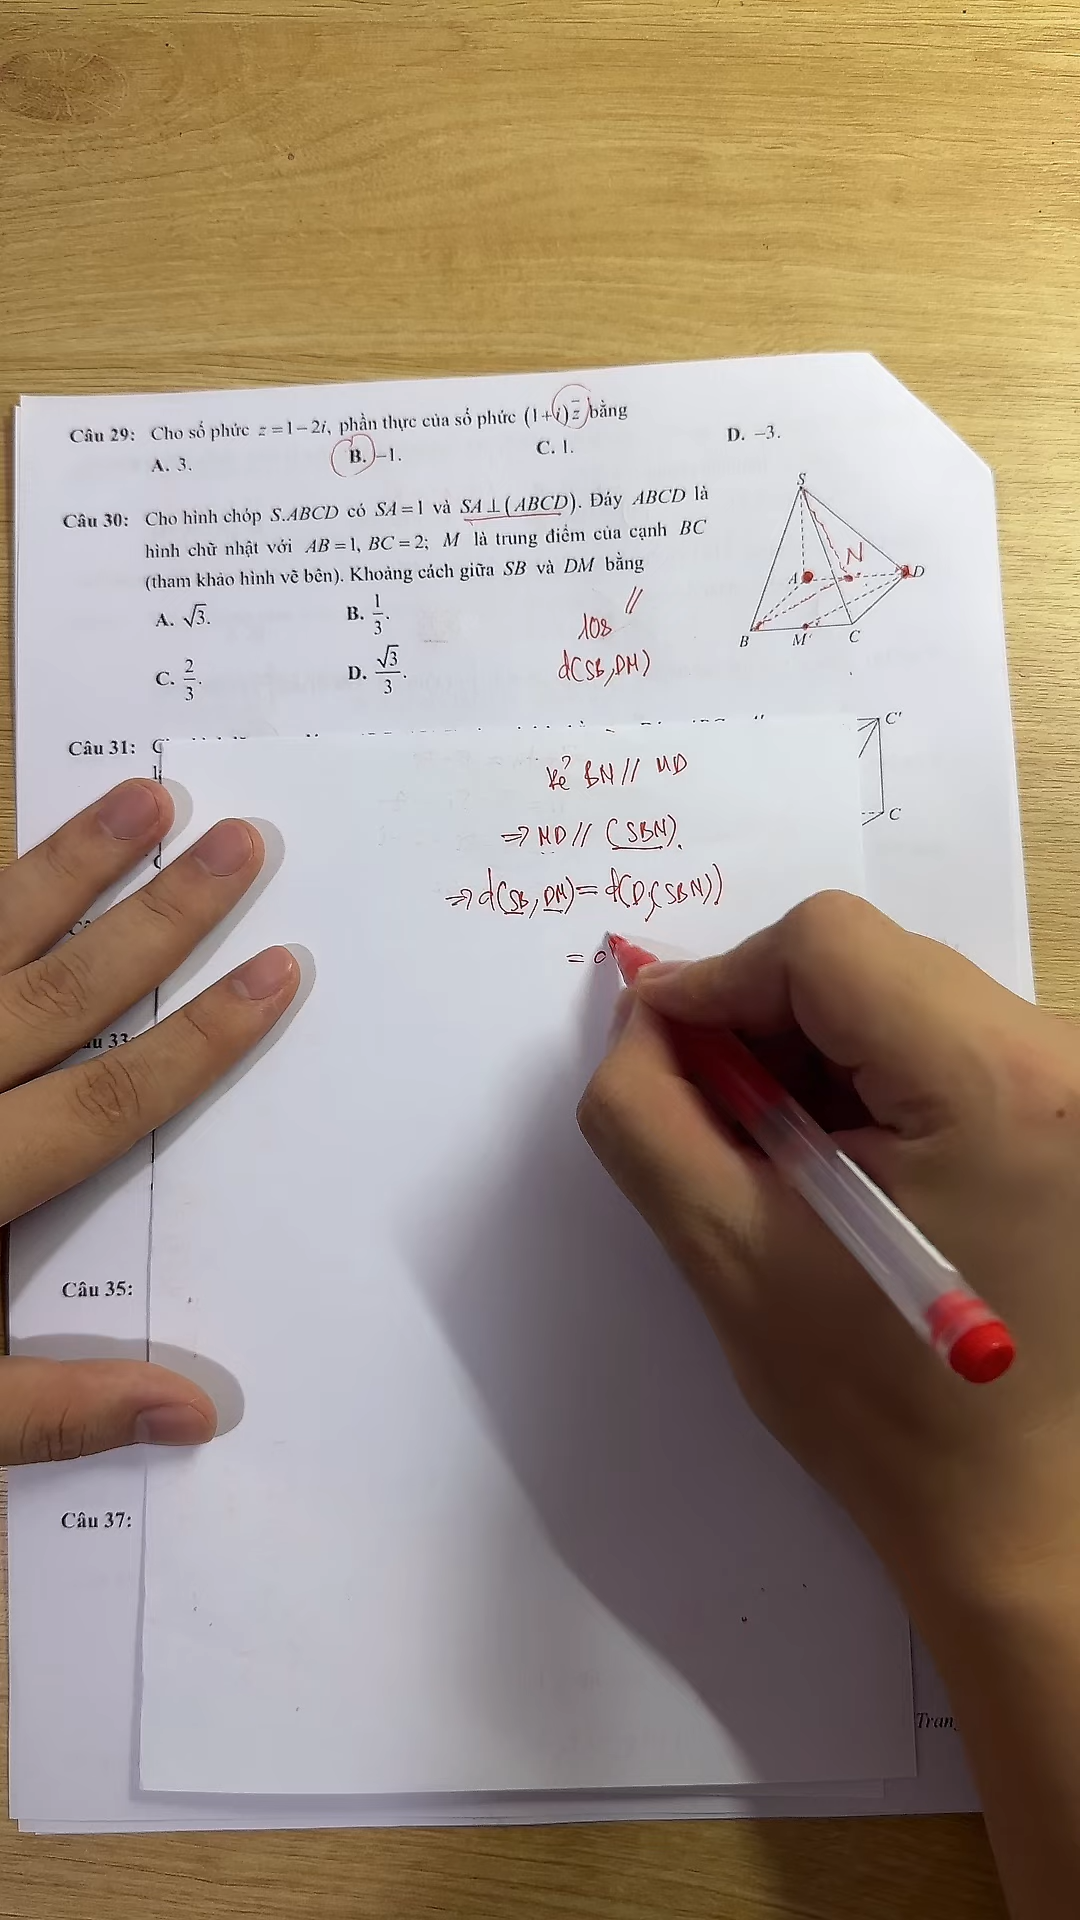 Câu 29: Cho số phức z = 1 − 2i, phần thực của số phức (1 + i)z̄ bằng
A. 3. B. −1. C. 1. D. −3.
Câu 30: Cho hình chóp S.ABCD có SA = 1 và SA ⊥ (ABCD). Đáy ABCD là
hình chữ nhật với AB = 1, BC = 2; M là trung điểm của cạnh BC
(tham khảo hình vẽ bên). Khoảng cách giữa SB và DM bằng
A. √3. B. 1/3.
C. 2/3. D. √3/3.
S
N
A
D
B
M
C
//
108
d(SB, DM)
Câu 31:
C'
C
Kẻ BN // MD
⇒ MD // (SBN).
⇒ d(SB, DM) = d(D, (SBN))
= d
Câu 35:
Câu 37: